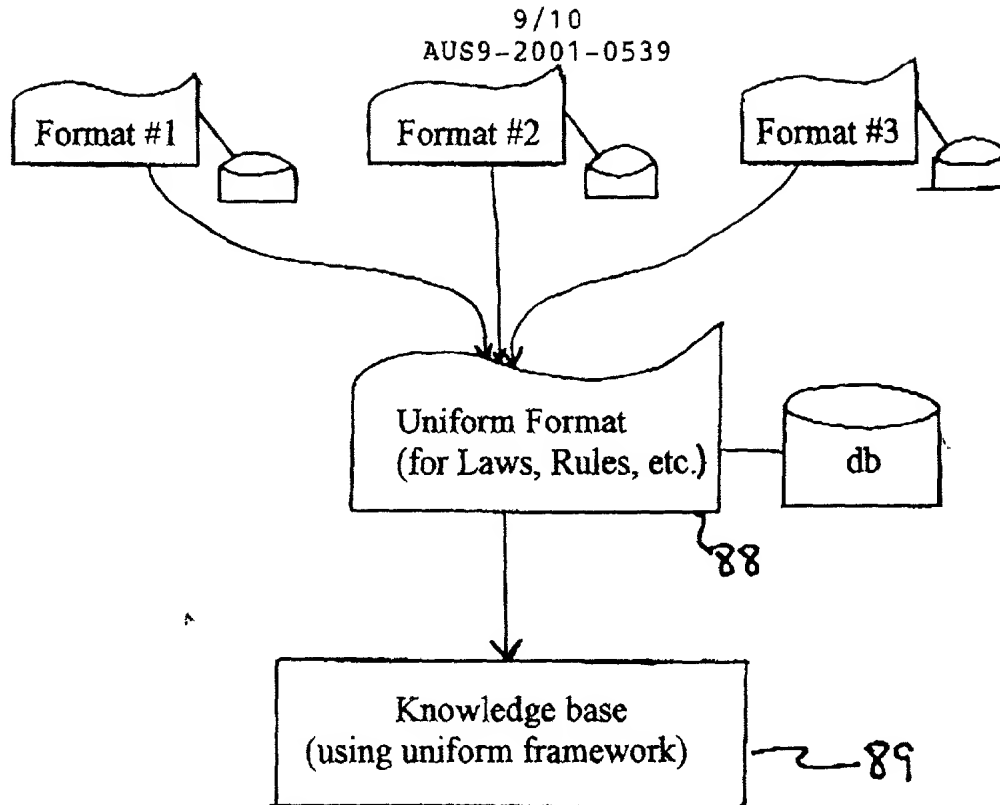 9/10
AUS9-2001-0539
Format #1
Format #2
Format #3
Uniform Format
(for Laws, Rules, etc.)
db
88
Knowledge base
(using uniform framework)
89